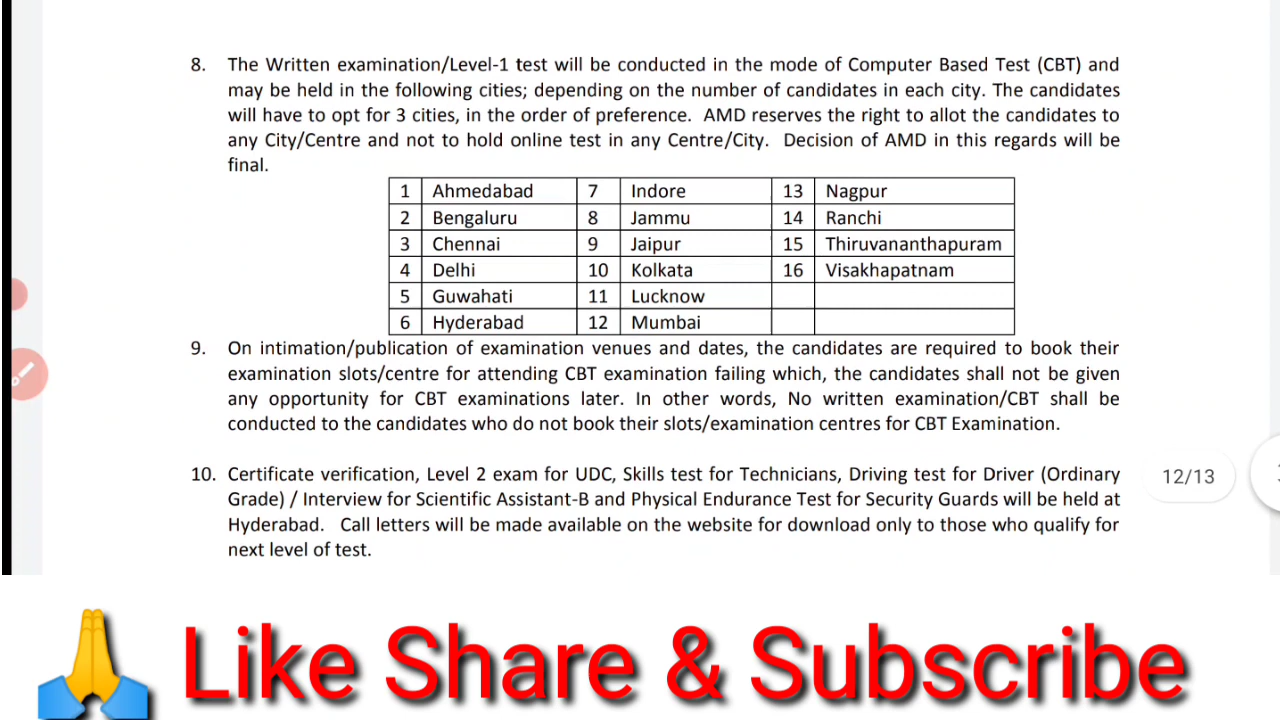 8. The Written examination/Level-1 test will be conducted in the mode of Computer Based Test (CBT) and
may be held in the following cities; depending on the number of candidates in each city. The candidates
will have to opt for 3 cities, in the order of preference. AMD reserves the right to allot the candidates to
any City/Centre and not to hold online test in any Centre/City. Decision of AMD in this regards will be
final.
1 Ahmedabad 7 Indore 13 Nagpur
2 Bengaluru 8 Jammu 14 Ranchi
3 Chennai 9 Jaipur 15 Thiruvananthapuram
4 Delhi 10 Kolkata 16 Visakhapatnam
5 Guwahati 11 Lucknow
6 Hyderabad 12 Mumbai
9. On intimation/publication of examination venues and dates, the candidates are required to book their
examination slots/centre for attending CBT examination failing which, the candidates shall not be given
any opportunity for CBT examinations later. In other words, No written examination/CBT shall be
conducted to the candidates who do not book their slots/examination centres for CBT Examination.
10. Certificate verification, Level 2 exam for UDC, Skills test for Technicians, Driving test for Driver (Ordinary
Grade) / Interview for Scientific Assistant-B and Physical Endurance Test for Security Guards will be held at
Hyderabad. Call letters will be made available on the website for download only to those who qualify for
next level of test.
12/13
Like Share & Subscribe